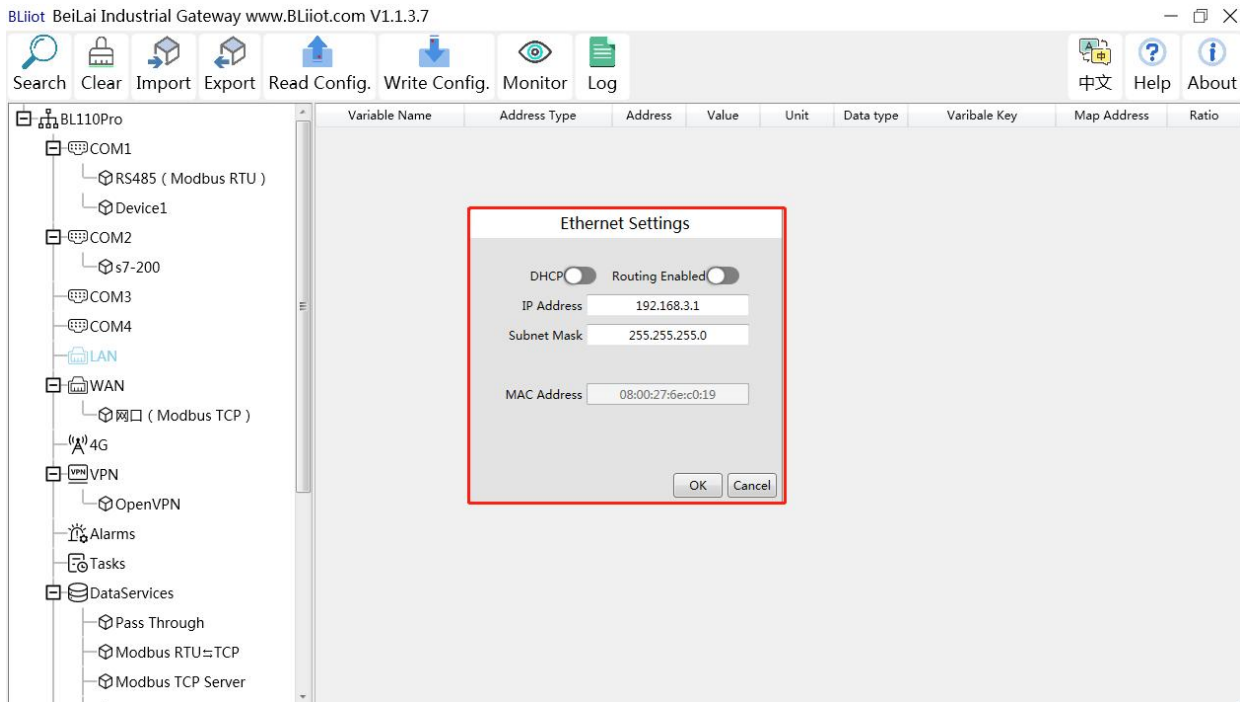 BLiiot BeiLai Industrial Gateway www.BLiiot.com V1.1.3.7
Search Clear Import Export Read Config. Write Config. Monitor Log 中文 Help About
Variable Name Address Type Address Value Unit Data type Varibale Key Map Address Ratio
BL110Pro
COM1
RS485 ( Modbus RTU )
Device1
COM2
s7-200
COM3
COM4
LAN
WAN
网口 ( Modbus TCP )
4G
VPN
VPN
OpenVPN
Alarms
Tasks
DataServices
Pass Through
Modbus RTU⇆TCP
Modbus TCP Server
Ethernet Settings
DHCP Routing Enabled
IP Address 192.168.3.1
Subnet Mask 255.255.255.0
MAC Address 08:00:27:6e:c0:19
OK Cancel